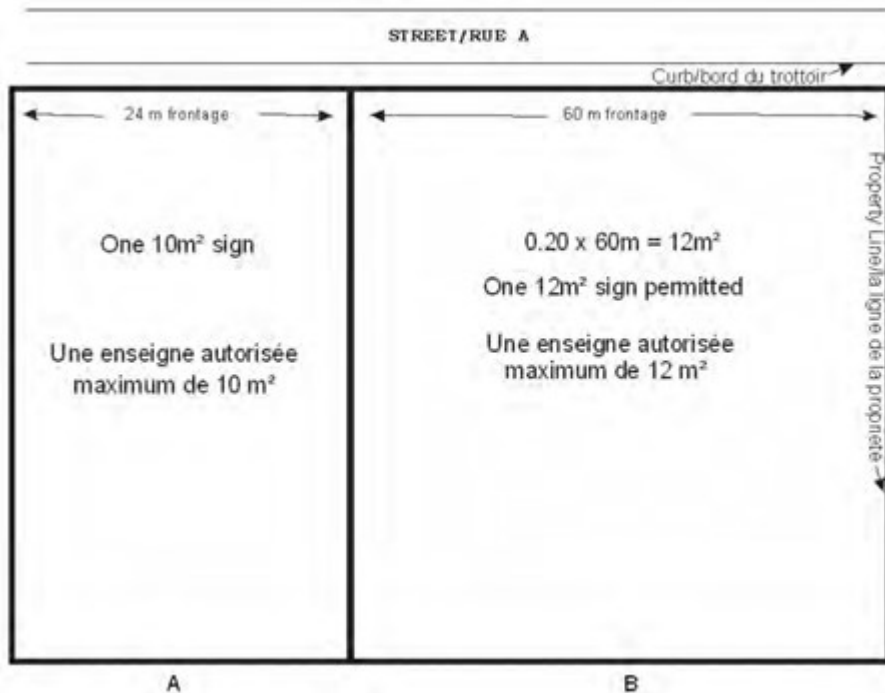 STREET/RUE A
Curb/bord du trottoir
24 m frontage
60 m frontage
One 10m² sign
Une enseigne autorisée
maximum de 10 m²
0.20 x 60m = 12m²
One 12m² sign permitted
Une enseigne autorisée
maximum de 12 m²
Property Line/la ligne de la propriete
A
B